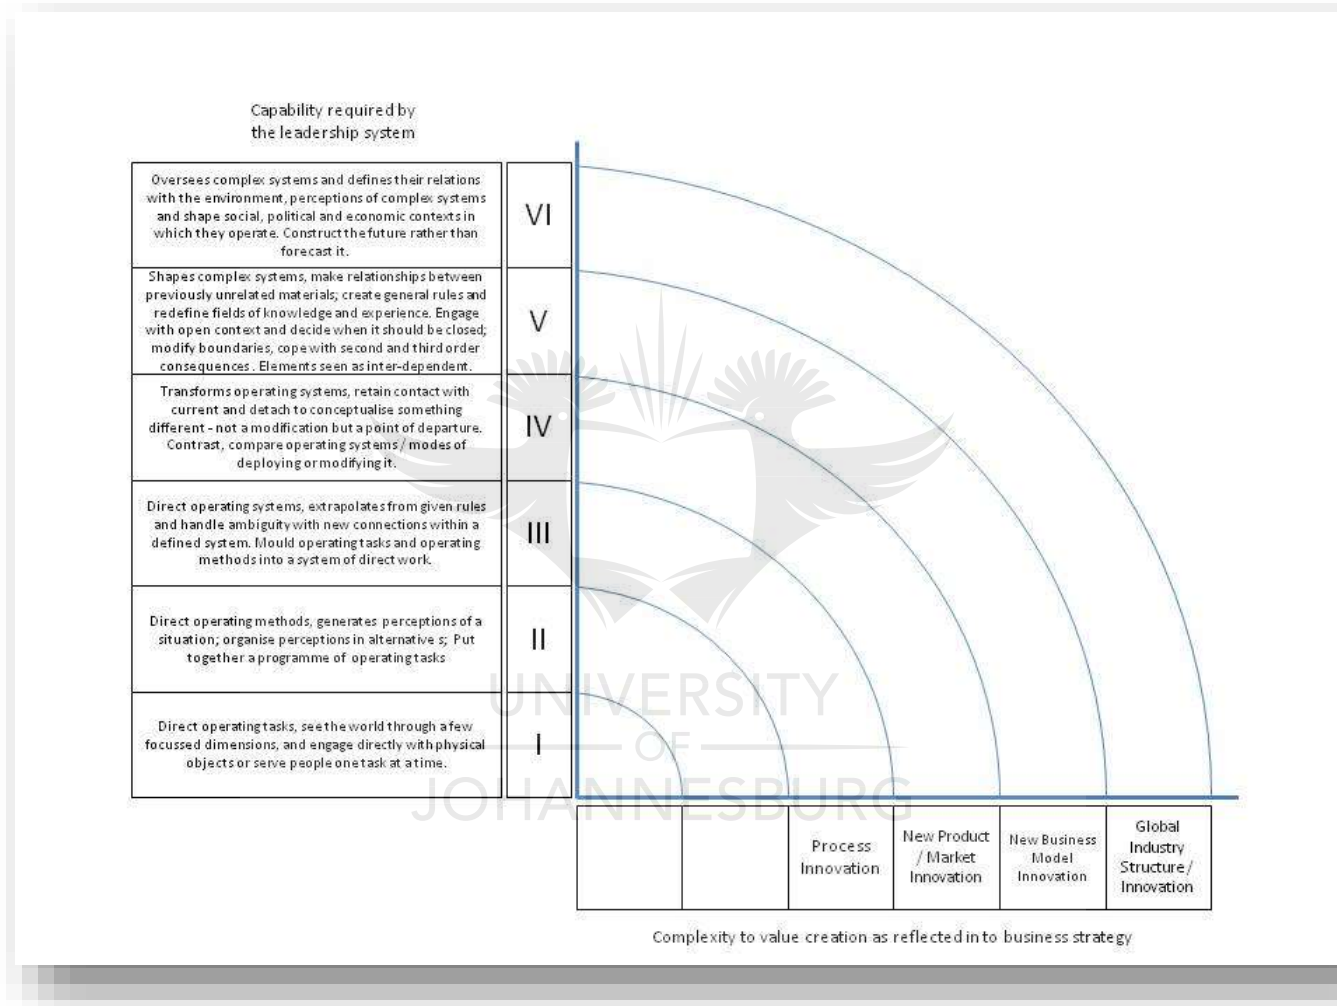 Capability required by
the leadership system
Oversees complex systems and defines their relations
with the environment, perceptions of complex systems
and shape social, political and economic contexts in
which they operate. Construct the future rather than
forecast it.
VI
Shapes complex systems, make relationships between
previously unrelated materials; create general rules and
redefine fields of knowledge and experience. Engage
with open context and decide when it should be closed;
modify boundaries, cope with second and third order
consequences. Elements seen as inter-dependent.
V
Transforms operating systems, retain contact with
current and detach to conceptualise something
different - not a modification but a point of departure.
Contrast, compare operating systems / modes of
deploying or modifying it.
IV
Direct operating systems, extrapolates from given rules
and handle ambiguity with new connections within a
defined system. Mould operating tasks and operating
methods into a system of direct work.
III
Direct operating methods, generates perceptions of a
situation; organise perceptions in alternative s; Put
together a programme of operating tasks
II
Direct operating tasks, see the world through a few
focussed dimensions, and engage directly with physical
objects or serve people one task at a time.
I
UNIVERSITY
OF
JOHANNESBURG
Process
Innovation
New Product
/ Market
Innovation
New Business
Model
Innovation
Global
Industry
Structure /
Innovation
Complexity to value creation as reflected in to business strategy